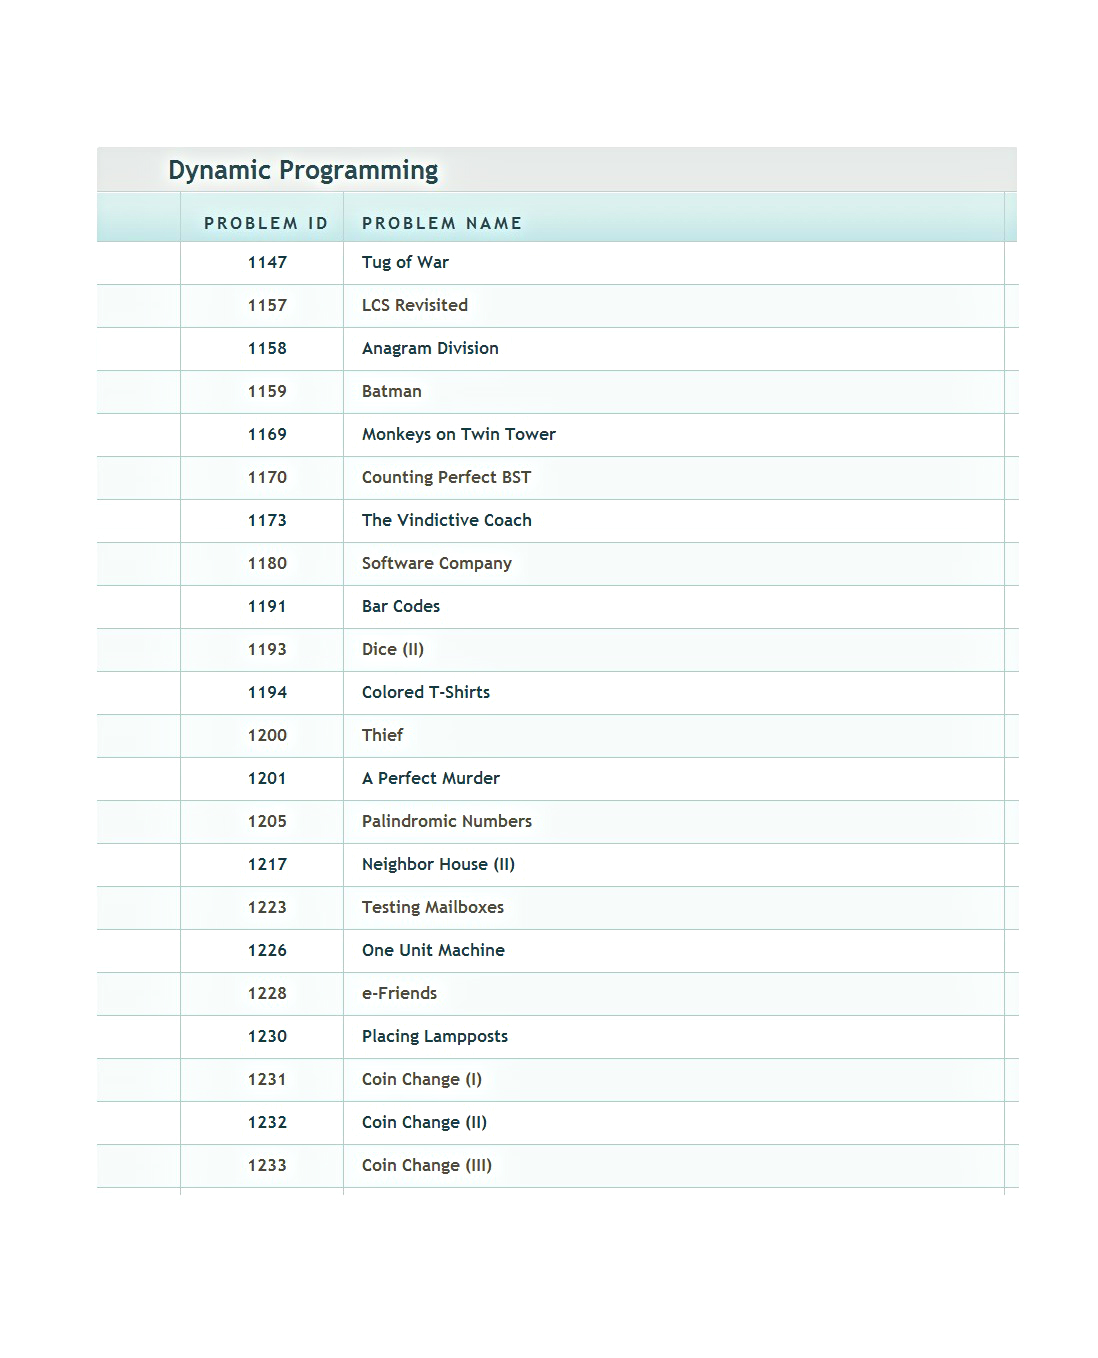 Dynamic Programming
PROBLEM ID PROBLEM NAME
1147 Tug of War
1157 LCS Revisited
1158 Anagram Division
1159 Batman
1169 Monkeys on Twin Tower
1170 Counting Perfect BST
1173 The Vindictive Coach
1180 Software Company
1191 Bar Codes
1193 Dice (II)
1194 Colored T-Shirts
1200 Thief
1201 A Perfect Murder
1205 Palindromic Numbers
1217 Neighbor House (II)
1223 Testing Mailboxes
1226 One Unit Machine
1228 e-Friends
1230 Placing Lampposts
1231 Coin Change (I)
1232 Coin Change (II)
1233 Coin Change (III)